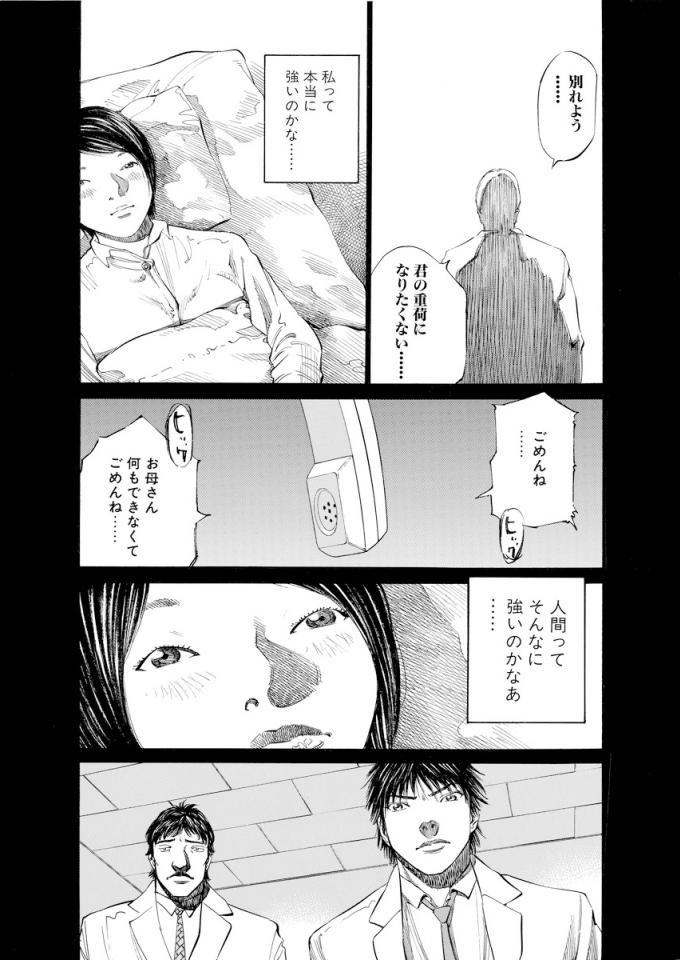 別れよう
……
君の重荷に
なりたくない……
私って
本当に
強いのかな……
ごめんね
……
ヒック
ヒック
お母さん
何もできなくて
ごめんね……
人間って
そんなに
強いのかなあ
……